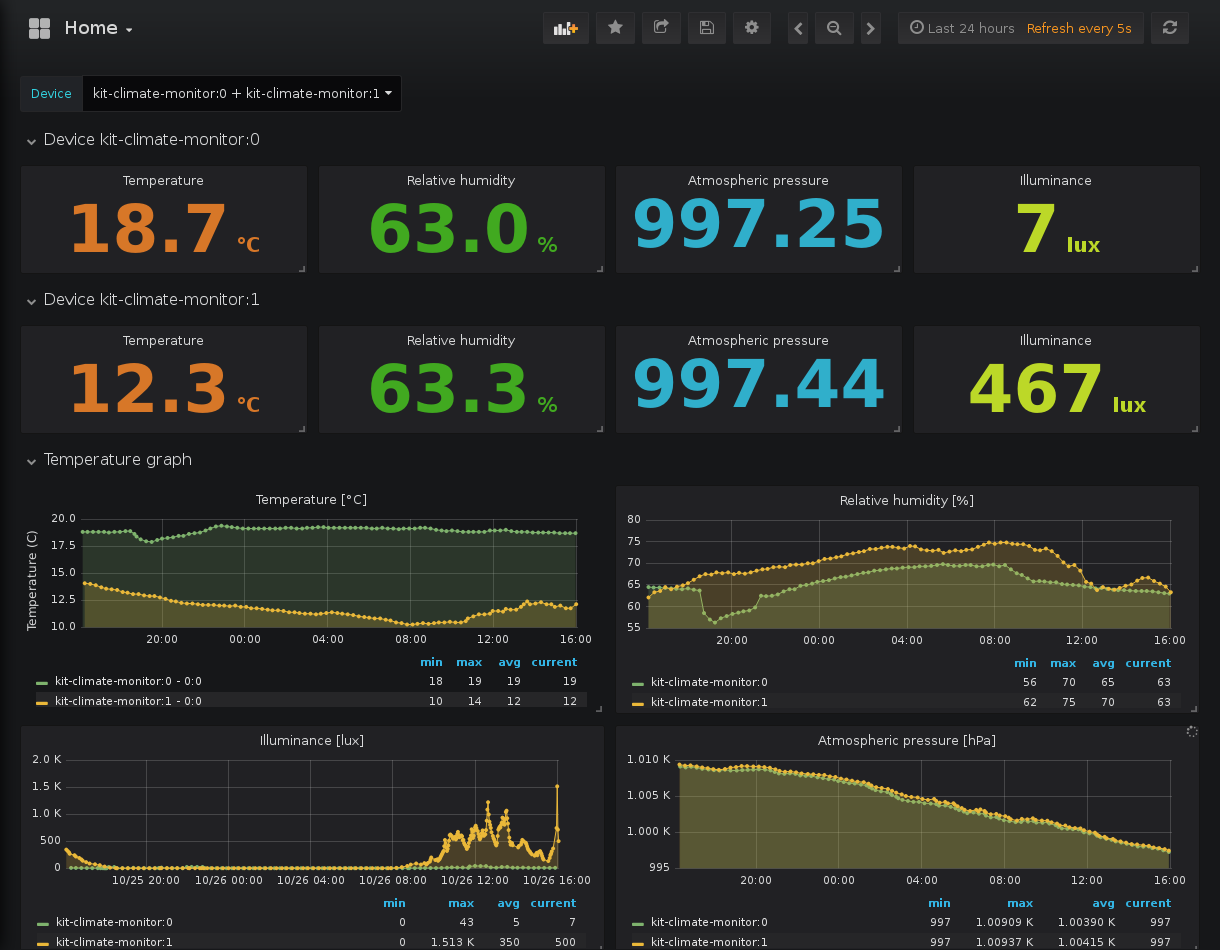 Home
Last 24 hours Refresh every 5s
Device kit-climate-monitor:0 + kit-climate-monitor:1
Device kit-climate-monitor:0
Temperature Relative humidity Atmospheric pressure Illuminance
18.7 °C 63.0 % 997.25 7 lux
Device kit-climate-monitor:1
Temperature Relative humidity Atmospheric pressure Illuminance
12.3 °C 63.3 % 997.44 467 lux
Temperature graph
Temperature [°C]
Temperature (C)
20.0
17.5
15.0
12.5
10.0
20:00 00:00 04:00 08:00 12:00 16:00
min max avg current
kit-climate-monitor:0 - 0:0 18 19 19 19
kit-climate-monitor:1 - 0:0 10 14 12 12
Relative humidity [%]
80
75
70
65
60
55
20:00 00:00 04:00 08:00 12:00 16:00
min max avg current
kit-climate-monitor:0 56 70 65 63
kit-climate-monitor:1 62 75 70 63
Illuminance [lux]
2.0 K
1.5 K
1.0 K
500
0
10/25 20:00 10/26 00:00 10/26 04:00 10/26 08:00 10/26 12:00 10/26 16:00
min max avg current
kit-climate-monitor:0 0 43 5 7
kit-climate-monitor:1 0 1.513 K 350 500
Atmospheric pressure [hPa]
1.010 K
1.005 K
1.000 K
995
20:00 00:00 04:00 08:00 12:00 16:00
min max avg current
kit-climate-monitor:0 997 1.00909 K 1.00390 K 997
kit-climate-monitor:1 997 1.00937 K 1.00415 K 997